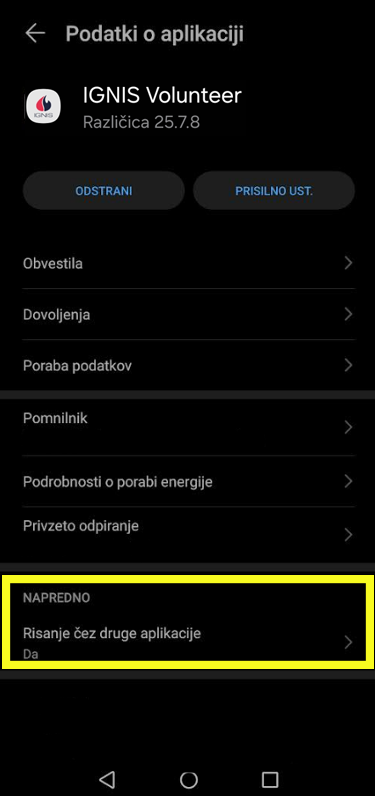 Podatki o aplikaciji
IGNIS Volunteer
IGNIS
Različica 25.7.8
ODSTRANI
PRISILNO UST.
Obvestila
Dovoljenja
Poraba podatkov
Pomnilnik
Podrobnosti o porabi energije
Privzeto odpiranje
NAPREDNO
Risanje čez druge aplikacije
Da